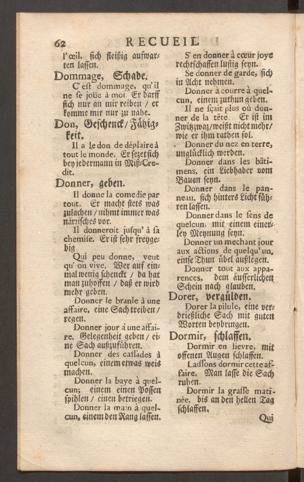 62 RECUEIL
l'œil. sich fleißig aufwar-
ten lassen.
Dommage, Schade.
C'est dommage, qu'il
ne se joüe à moi. Er darff
sich nur an mir reiben / er
komme mir nur zu nahe.
Don, Geschenck / Fähig-
keit.
Il a le don de déplaire à
tout le monde. Er setzt sich
bey jedermann in Miß-Cre-
dit.
Donner, geben.
Il donne la comedie par
tout. Er macht stets was
zulachen / nimmt immer was
närrisches vor.
Il donneroit jusqu'à sa
chemise. Er ist sehr freyge-
big
Qui peu donne, veut
qu'on vive. Wer auf ein-
mal wenig schenckt / da hat
man zuhoffen / daß er wird
mehr geben.
Donner le branle à une
affaire, eine Sach treiben /
regen.
Donner jour à une affai-
re. Gelegenheit geben / ei-
ne Sach außzuführen.
Donner des cassades à
quelcun, einem etwas weiß
machen.
Donner la baye à quel-
cun; einem einen Possen
spihlen / einen betriegen.
Donner la main à quel-
cun, einem den Rang lassen.
S'en donner à cœur joye
rechtschaffen lustig seyn.
Se donner de garde, sich
in Acht nehmen.
Donner à courre à quel-
cun, einem zuthun geben.
Il ne sçait plus où don-
ner de la tête. Er ist im
Zwitzwatz / weißt nicht mehr /
wie er ihm rathen sol.
Donner du nez en terre,
unglücklich werden.
Donner dans les bâti-
mens, ein Liebhaber vom
Bauen seyn.
Donner dans le pan-
neau, sich hinters Licht füh-
ren lassen.
Donner dans le sens de
quelcun. mit einem einer-
ley Meynung seyn.
Donner un mechant jour
aux actions de quelqu'un,
eines Thun übel außlegen.
Donner tout aux appa-
rences, dem äusserlichen
Schein nach glauben.
Dorer, vergülden.
Dorer la pilule, eine ver-
drießliche Sach mit guten
Worten beybringen.
Dormir, schlaffen.
Dormir en lievre, mit
offenen Augen schlaffen.
Laissons dormir cette af-
faire. Man lasse die Sach
ruhen.
Dormir la grasse mati-
née. biß an den hellen Tag
schlaffen.
Qui